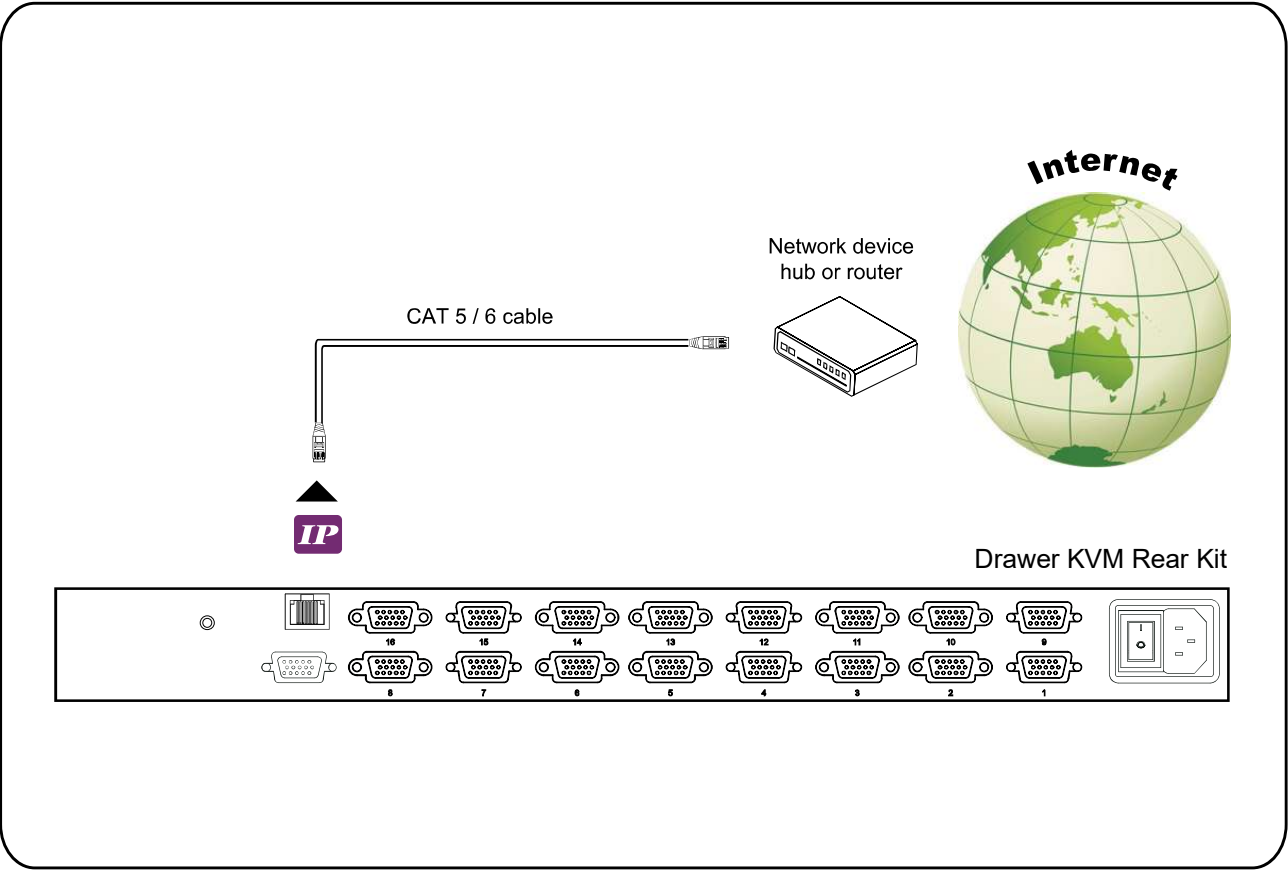 Internet
Network device
hub or router
CAT 5 / 6 cable
IP
Drawer KVM Rear Kit
16 15 14 13 12 11 10 9
8 7 6 5 4 3 2 1